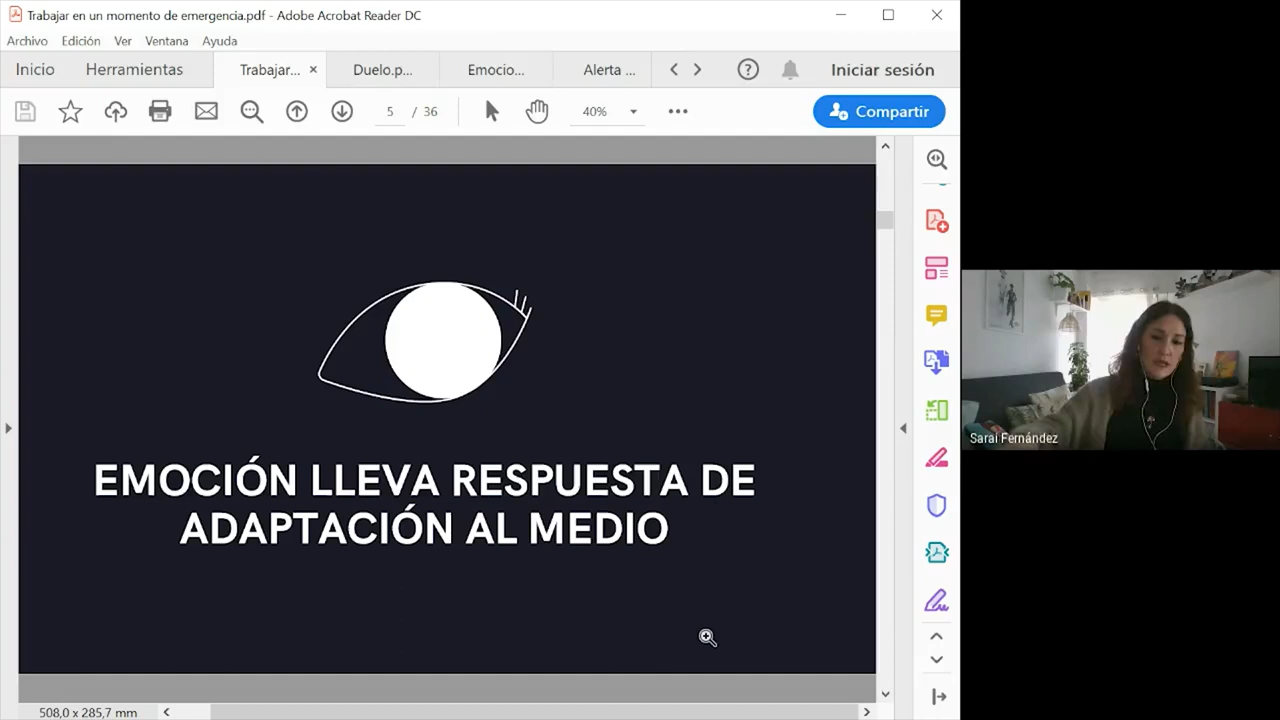 Trabajar en un momento de emergencia.pdf - Adobe Acrobat Reader DC
Archivo Edición Ver Ventana Ayuda
Inicio Herramientas Trabajar... × Duelo.p... Emocio... Alerta ... Iniciar sesión
5 / 36 40% Compartir
EMOCIÓN LLEVA RESPUESTA DE
ADAPTACIÓN AL MEDIO
Saraí Fernández
508,0 x 285,7 mm